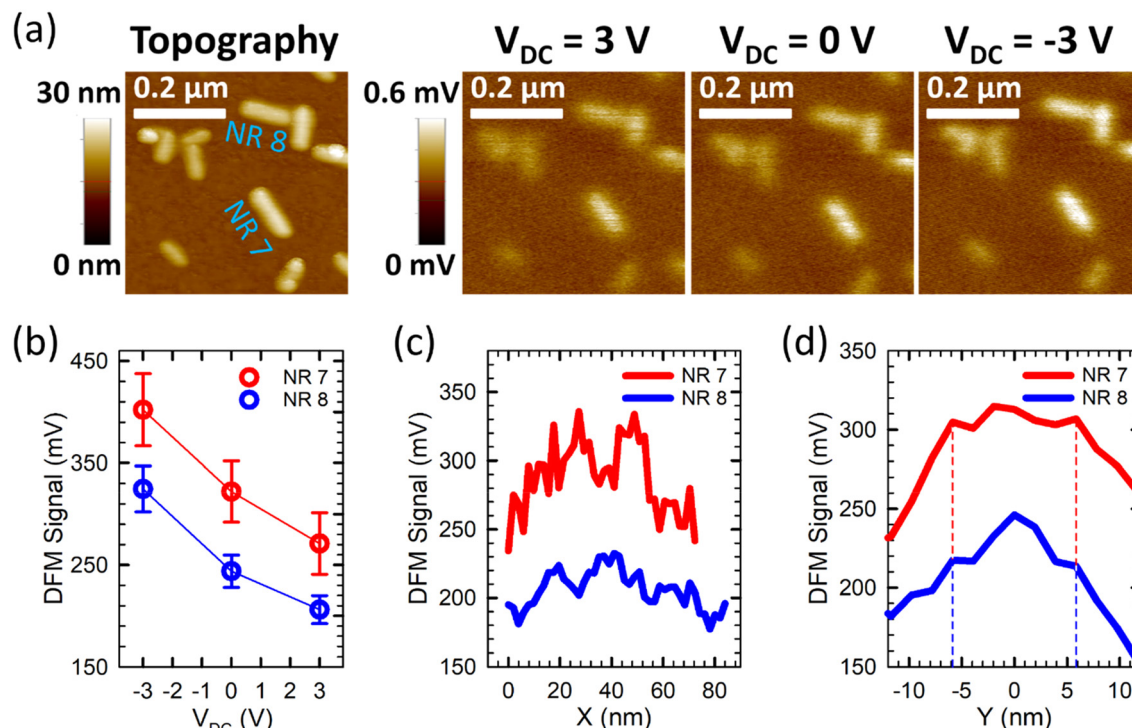 (a)
Topography
V_DC = 3 V
V_DC = 0 V
V_DC = -3 V
30 nm
0 nm
0.2 µm
NR 8
NR 7
0.6 mV
0 mV
0.2 µm
0.2 µm
0.2 µm
(b)
450
350
250
150
DFM Signal (mV)
NR 7
NR 8
-3 -2 -1 0 1 2 3
V_DC (V)
(c)
350
300
250
200
150
DFM Signal (mV)
NR 7
NR 8
0 20 40 60 80
X (nm)
(d)
350
300
250
200
150
DFM Signal (mV)
NR 7
NR 8
-10 -5 0 5 10
Y (nm)